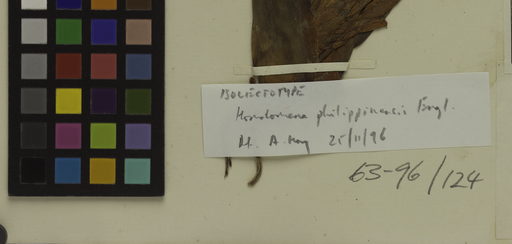 ISOLECTOTYPE
Homalomena philippinensis Engl.
M. A. Hay 25/11/96
63-96/124